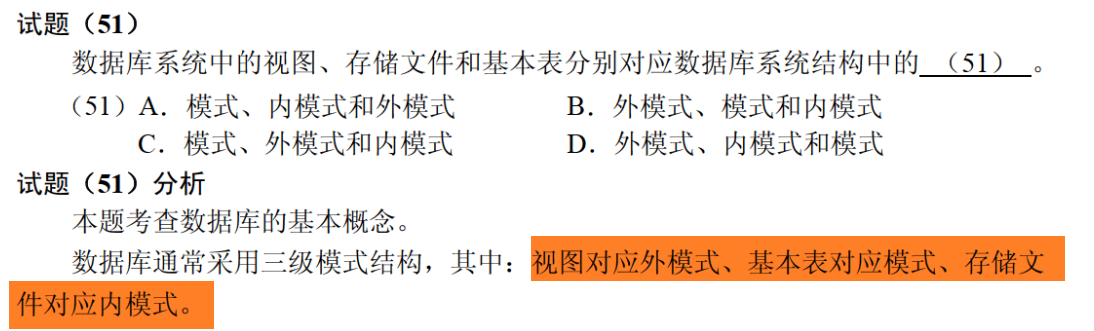 试题（51）
数据库系统中的视图、存储文件和基本表分别对应数据库系统结构中的 （51） 。
（51）A．模式、内模式和外模式 B．外模式、模式和内模式
C．模式、外模式和内模式 D．外模式、内模式和模式
试题（51）分析
本题考查数据库的基本概念。
数据库通常采用三级模式结构，其中：视图对应外模式、基本表对应模式、存储文
件对应内模式。